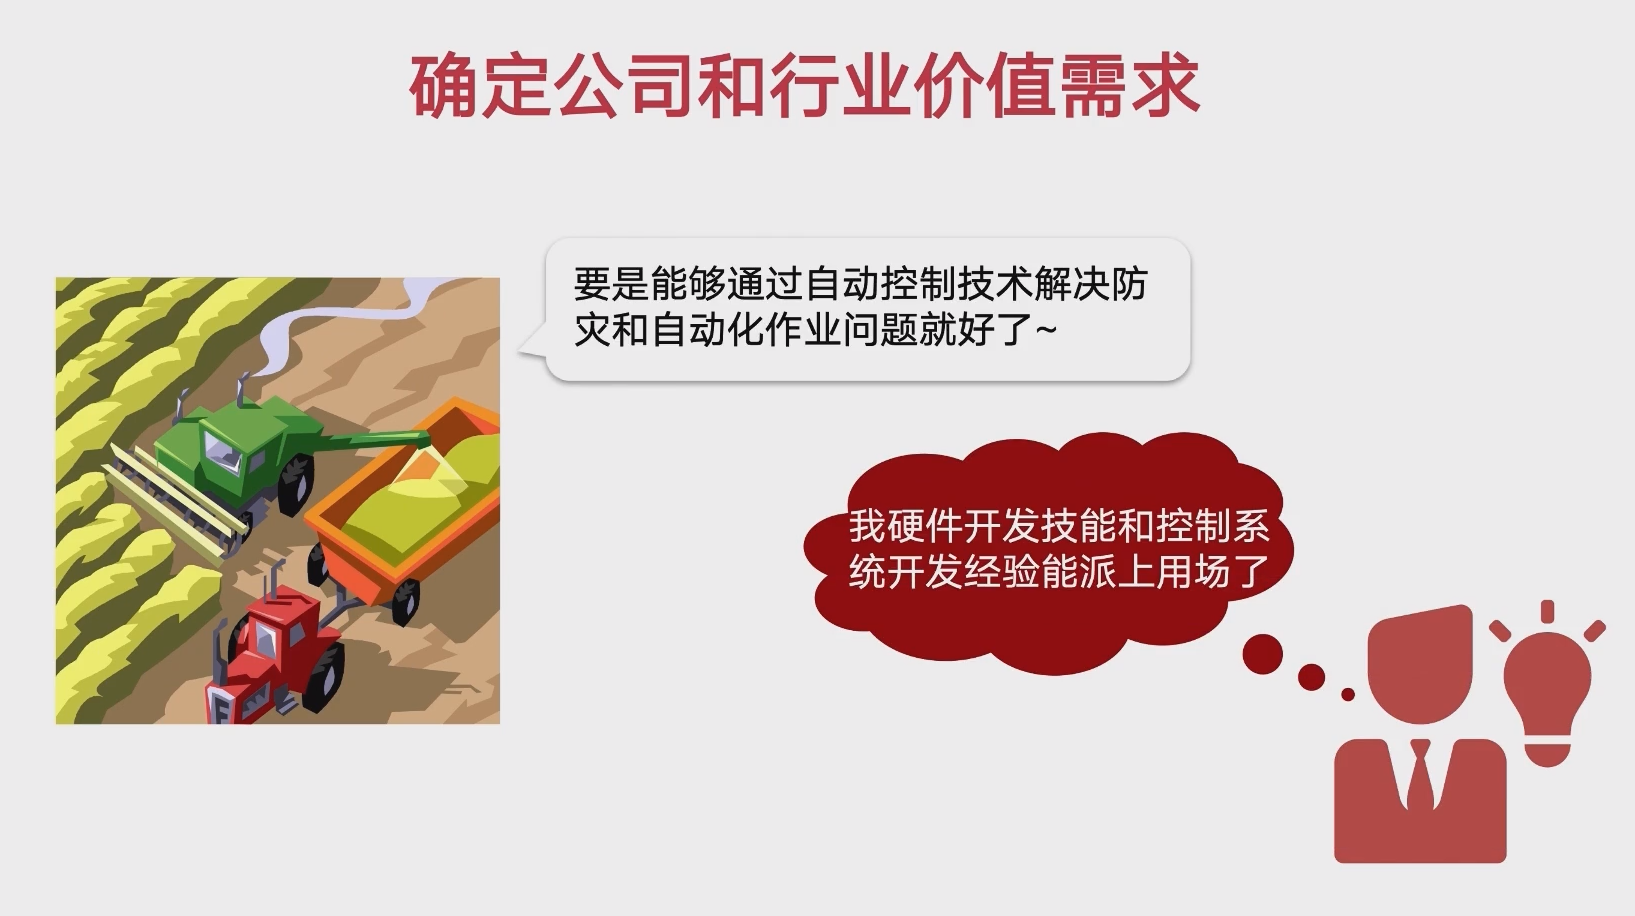 确定公司和行业价值需求
要是能够通过自动控制技术解决防
灾和自动化作业问题就好了~
我硬件开发技能和控制系
统开发经验能派上用场了